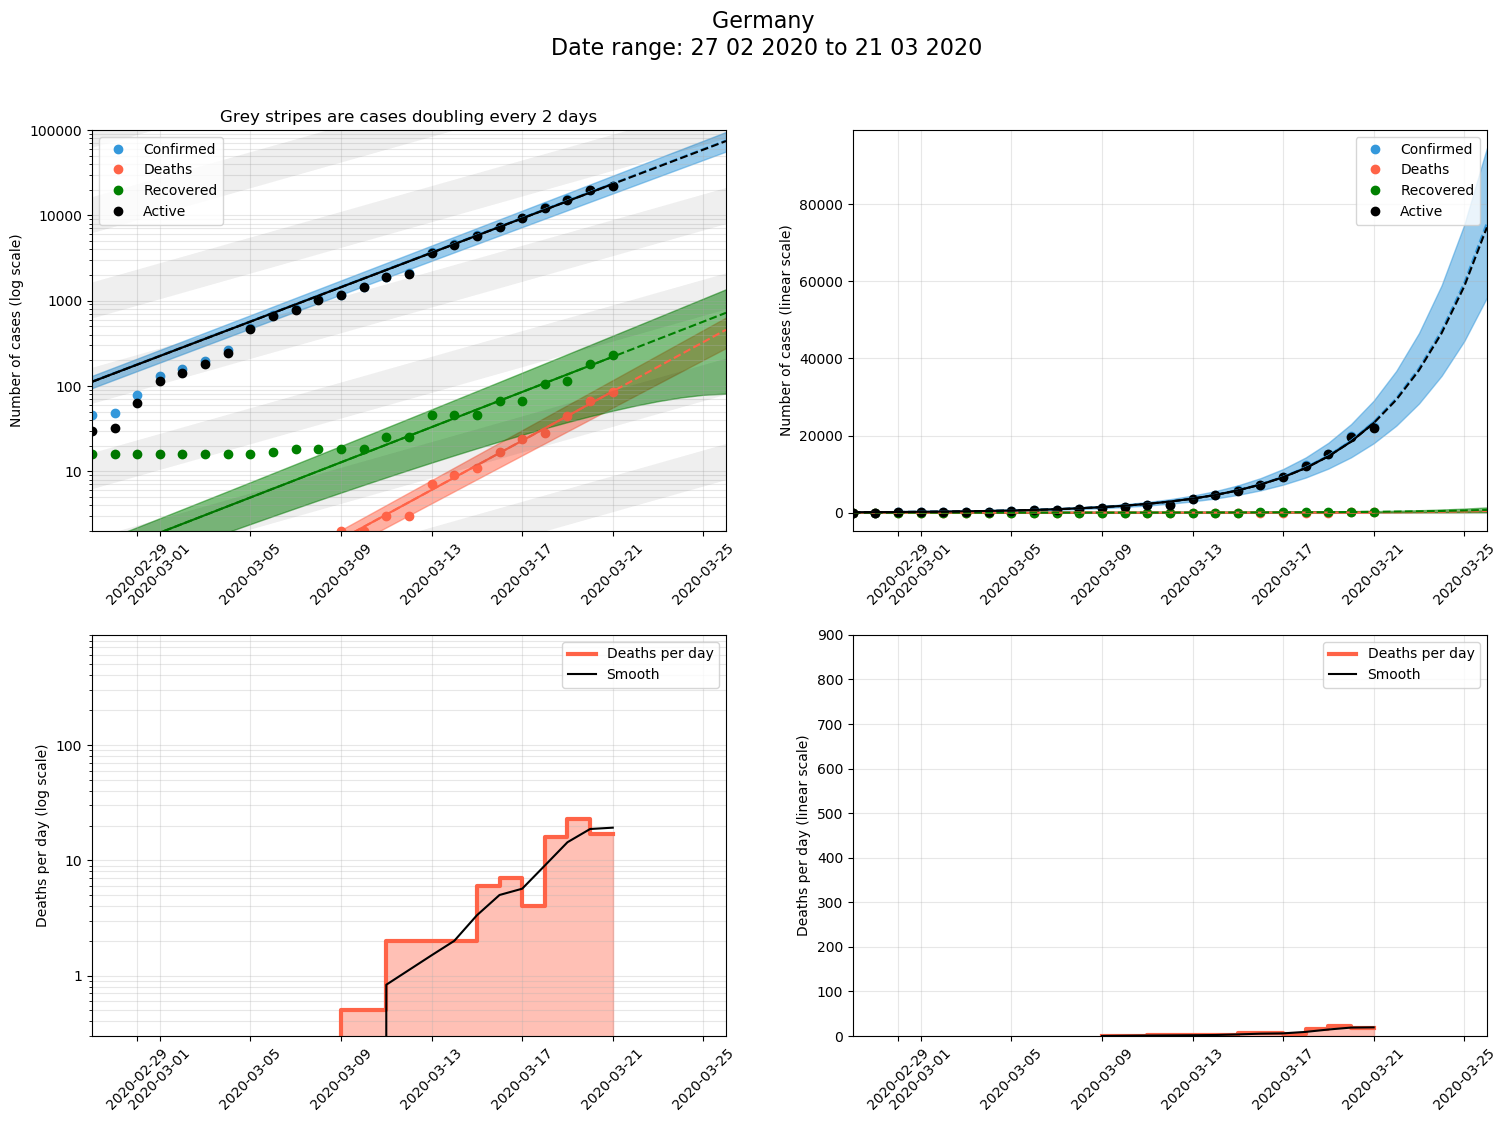 Germany
Date range: 27 02 2020 to 21 03 2020
Grey stripes are cases doubling every 2 days
Number of cases (log scale)
100000
10000
1000
100
10
Confirmed
Deaths
Recovered
Active
2020-02-29
2020-03-01
2020-03-05
2020-03-09
2020-03-13
2020-03-17
2020-03-21
2020-03-25
Number of cases (linear scale)
80000
60000
40000
20000
0
Confirmed
Deaths
Recovered
Active
2020-02-29
2020-03-01
2020-03-05
2020-03-09
2020-03-13
2020-03-17
2020-03-21
2020-03-25
Deaths per day (log scale)
100
10
1
Deaths per day
Smooth
2020-02-29
2020-03-01
2020-03-05
2020-03-09
2020-03-13
2020-03-17
2020-03-21
2020-03-25
Deaths per day (linear scale)
900
800
700
600
500
400
300
200
100
0
Deaths per day
Smooth
2020-02-29
2020-03-01
2020-03-05
2020-03-09
2020-03-13
2020-03-17
2020-03-21
2020-03-25